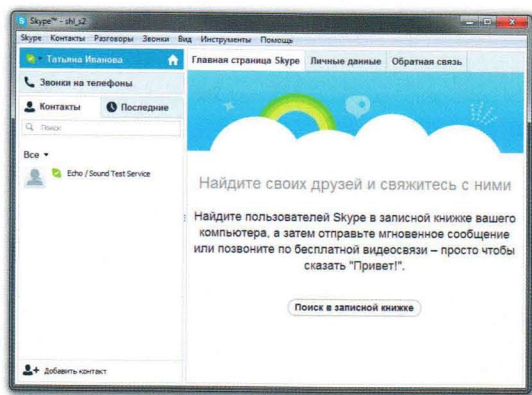 Skype™ - shl_s2
Skype Контакты Разговоры Звонки Вид Инструменты Помощь
Татьяна Иванова
Главная страница Skype Личные данные Обратная связь
Звонки на телефоны
Контакты Последние
Поиск
Все
Echo / Sound Test Service
Найдите своих друзей и свяжитесь с ними
Найдите пользователей Skype в записной книжке вашего
компьютера, а затем отправьте мгновенное сообщение
или позвоните по бесплатной видеосвязи – просто чтобы
сказать "Привет!".
Поиск в записной книжке
Добавить контакт